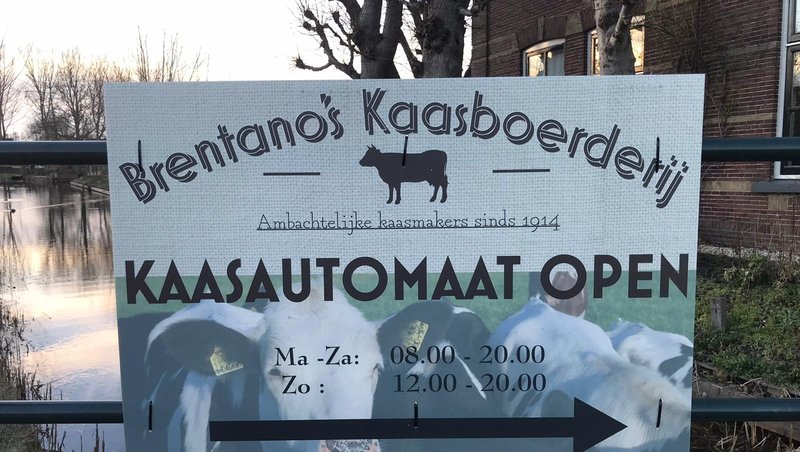 Brentano's Kaasboerderij
Ambachtelijke kaasmakers sinds 1914
KAASAUTOMAAT OPEN
Ma -Za: 08.00 - 20.00
Zo : 12.00 - 20.00